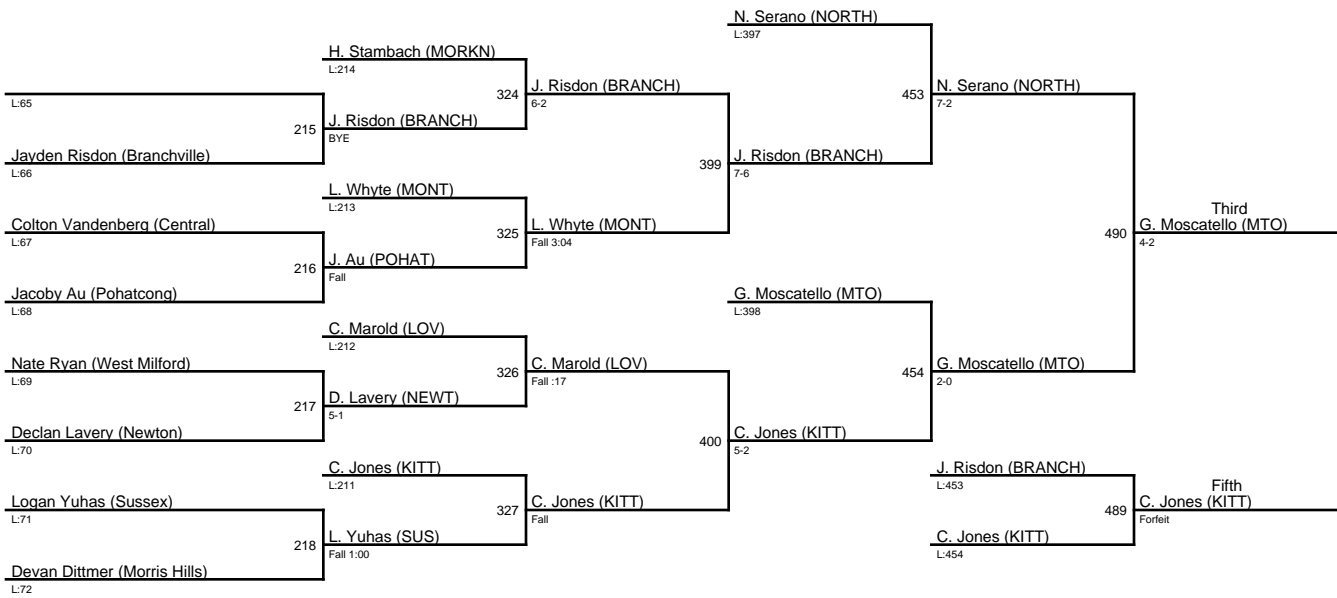 N. Serano (NORTH)
L:397
H. Stambach (MORKN)
L:214
324
J. Risdon (BRANCH)
6-2
453
N. Serano (NORTH)
7-2
L:65
215
J. Risdon (BRANCH)
BYE
Jayden Risdon (Branchville)
L:66
399
J. Risdon (BRANCH)
7-6
L. Whyte (MONT)
L:213
Colton Vandenberg (Central)
L:67
325
L. Whyte (MONT)
Fall 3:04
490
Third
G. Moscatello (MTO)
4-2
216
J. Au (POHAT)
Fall
Jacoby Au (Pohatcong)
L:68
G. Moscatello (MTO)
L:398
C. Marold (LOV)
L:212
Nate Ryan (West Milford)
L:69
326
C. Marold (LOV)
Fall :17
454
G. Moscatello (MTO)
2-0
217
D. Lavery (NEWT)
5-1
Declan Lavery (Newton)
L:70
400
C. Jones (KITT)
5-2
C. Jones (KITT)
L:211
J. Risdon (BRANCH)
L:453
Logan Yuhas (Sussex)
L:71
327
C. Jones (KITT)
Fall
489
Fifth
C. Jones (KITT)
Forfeit
218
L. Yuhas (SUS)
Fall 1:00
C. Jones (KITT)
L:454
Devan Dittmer (Morris Hills)
L:72